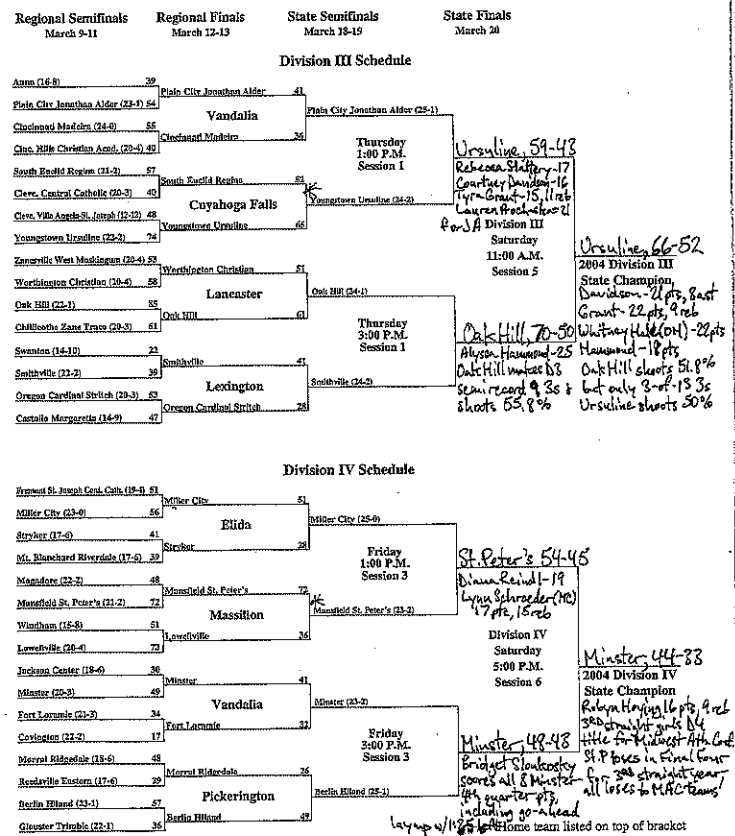 Regional Semifinals
March 9-11
Regional Finals
March 12-13
State Semifinals
March 18-19
State Finals
March 20
Division III Schedule
Anna (16-8) 39
Plain City Jonathan Alder (23-1) 54
Cincinnati Madeira (24-0) 55
Cinc. Hills Christian Acad. (20-4) 40
South Euclid Regina (21-2) 57
Cleve. Central Catholic (20-3) 40
Cleve. Villa Angela-St. Joseph (12-12) 48
Youngstown Ursuline (22-2) 74
Zanesville West Muskingum (20-4) 53
Worthington Christian (20-4) 58
Oak Hill (22-1) 85
Chillicothe Zane Trace (20-3) 61
Swanton (14-10) 22
Smithville (22-2) 39
Oregon Cardinal Stritch (20-3) 53
Castalia Margaretta (14-9) 47
Plain City Jonathan Alder 41
Vandalia
Cincinnati Madeira 36
South Euclid Regina 52
Cuyahoga Falls
Youngstown Ursuline 66
Worthington Christian 51
Lancaster
Oak Hill 61
Smithville 41
Lexington
Oregon Cardinal Stritch 28
Plain City Jonathan Alder (25-1)
Thursday
1:00 P.M.
Session 1
Youngstown Ursuline (24-2)
Oak Hill (24-1)
Thursday
3:00 P.M.
Session 1
Smithville (24-2)
Ursuline, 59-43
Rebecca Slattery-17
Courtney Davidson-16
Tyra Grant-15, 11 reb
Lauren
for JA
Division III
Saturday
11:00 A.M.
Session 5
Oak Hill, 70-50
Alyson Hammond-25
Oak Hill matches D3
semi record 9 3s &
shoots 55.8%
Ursuline, 66-52
2004 Division III
State Champion
Davidson-21 pts, 8 ast
Grant-22 pts, 9 reb
Whitney Hale (OH)-22 pts
Hammond-18 pts
Oak Hill shoots 51.8%
but only 3-of-13 3s
Ursuline shoots 50%
Division IV Schedule
Fremont St. Joseph Cent. Cath. (19-4) 51
Miller City (23-0) 56
Stryker (17-6) 41
Mt. Blanchard Riverdale (17-6) 39
Mogadore (22-2) 48
Mansfield St. Peter's (21-2) 72
Windham (15-8) 51
Lowellville (20-4) 73
Jackson Center (18-6) 30
Minster (20-3) 49
Fort Loramie (21-3) 34
Covington (22-2) 17
Morral Ridgedale (18-6) 48
Reedsville Eastern (17-6) 29
Berlin Hiland (23-1) 57
Glouster Trimble (22-1) 36
Miller City 51
Elida
Stryker 28
Mansfield St. Peter's 72
Massillon
Lowellville 36
Minster 41
Vandalia
Fort Loramie 32
Morral Ridgedale 26
Pickerington
Berlin Hiland 49
Miller City (25-0)
Friday
1:00 P.M.
Session 3
Mansfield St. Peter's (23-2)
Minster (23-2)
Friday
3:00 P.M.
Session 3
Berlin Hiland (25-1)
St. Peter's 54-45
Diana Reindl-19
Lynn Schroeder (MC)
17 pts, 15 reb
Division IV
Saturday
5:00 P.M.
Session 6
Minster, 48-43
Bridget Slonkosky
scores all 8 Minster
4th quarter pts,
including go-ahead
layup w/1:25 left
Minster, 44-33
2004 Division IV
State Champion
Robyn Hoying 16 pts, 9 reb
3RD straight girls D4
title for Midwest Ath. Conf.
St. P loses in Final four
for 3rd straight year,
all loses to MAC teams!
Home team listed on top of bracket